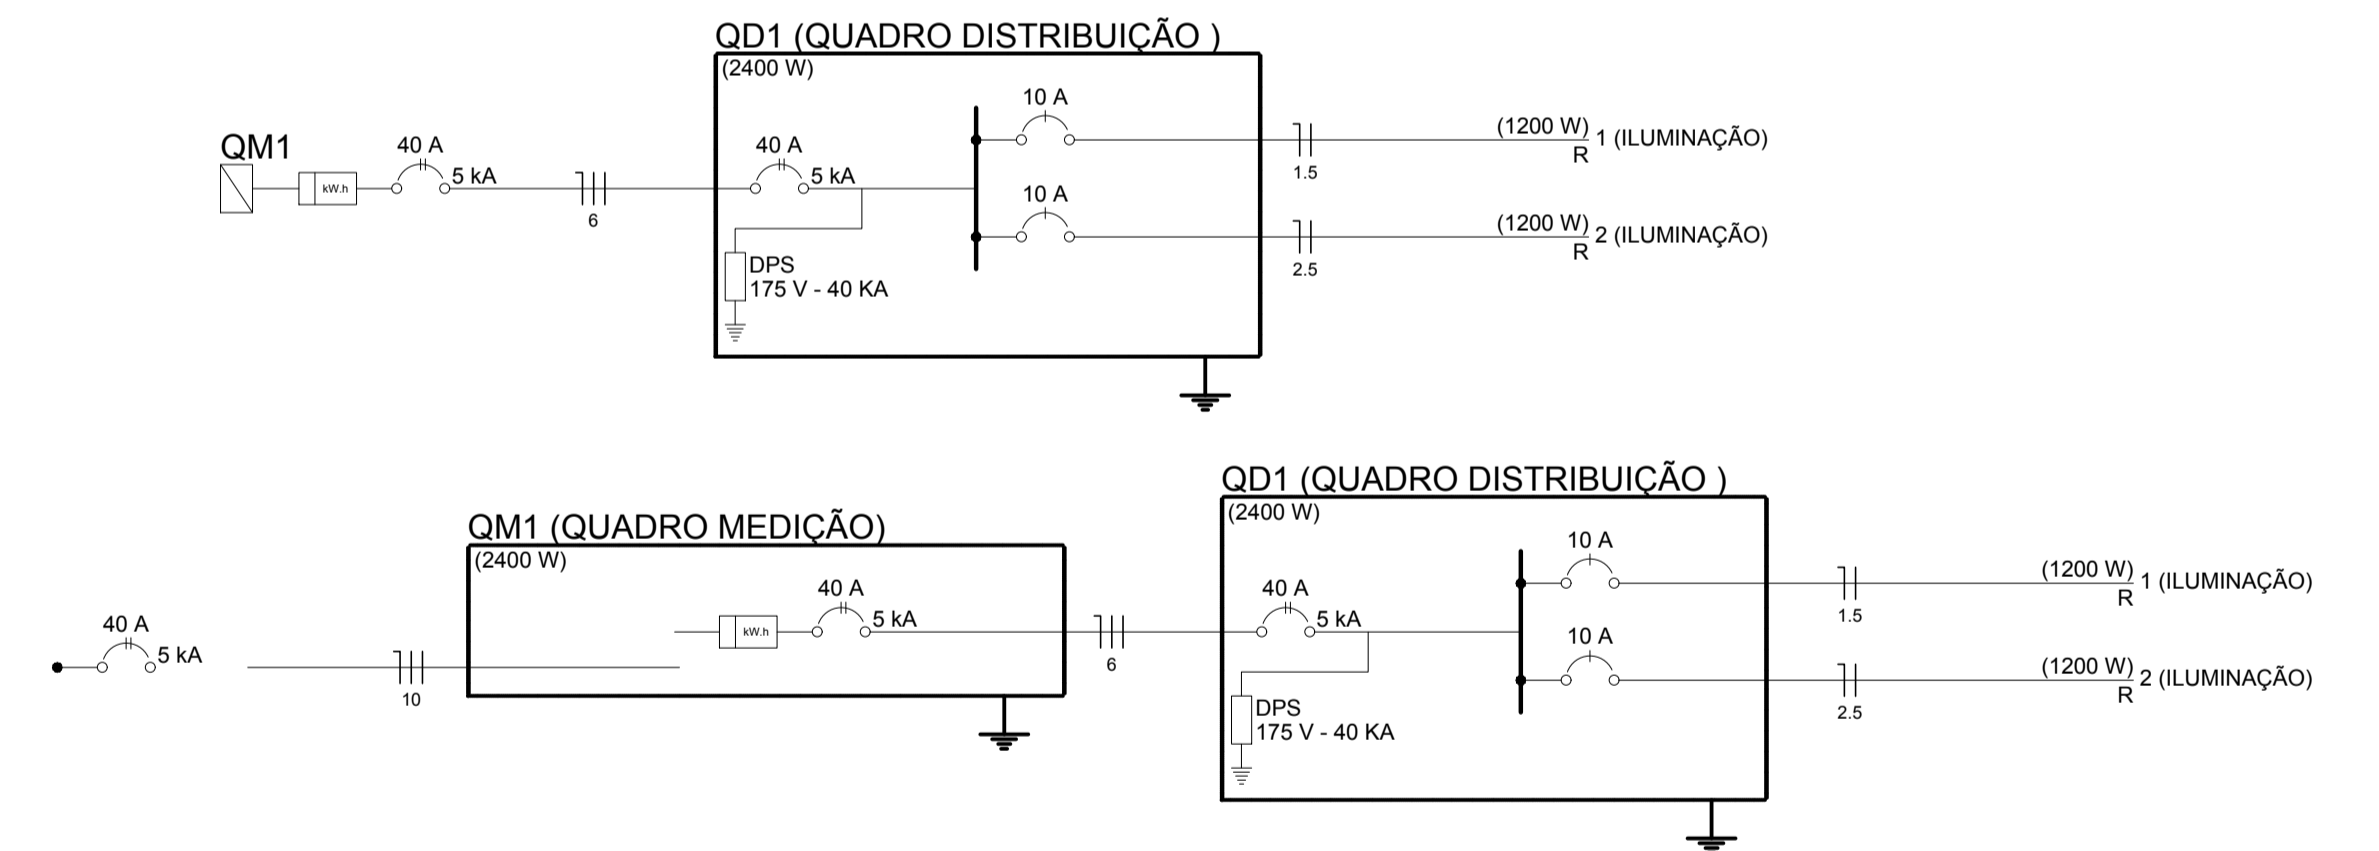 QD1 (QUADRO DISTRIBUIÇÃO )
(2400 W)
QM1
kW.h
40 A
5 kA
6
40 A
5 kA
DPS
175 V - 40 KA
10 A
1.5
(1200 W)
R
1 (ILUMINAÇÃO)
10 A
2.5
(1200 W)
R
2 (ILUMINAÇÃO)
40 A
5 kA
10
QM1 (QUADRO MEDIÇÃO)
(2400 W)
kW.h
40 A
5 kA
6
QD1 (QUADRO DISTRIBUIÇÃO )
(2400 W)
40 A
5 kA
DPS
175 V - 40 KA
10 A
1.5
(1200 W)
R
1 (ILUMINAÇÃO)
10 A
2.5
(1200 W)
R
2 (ILUMINAÇÃO)